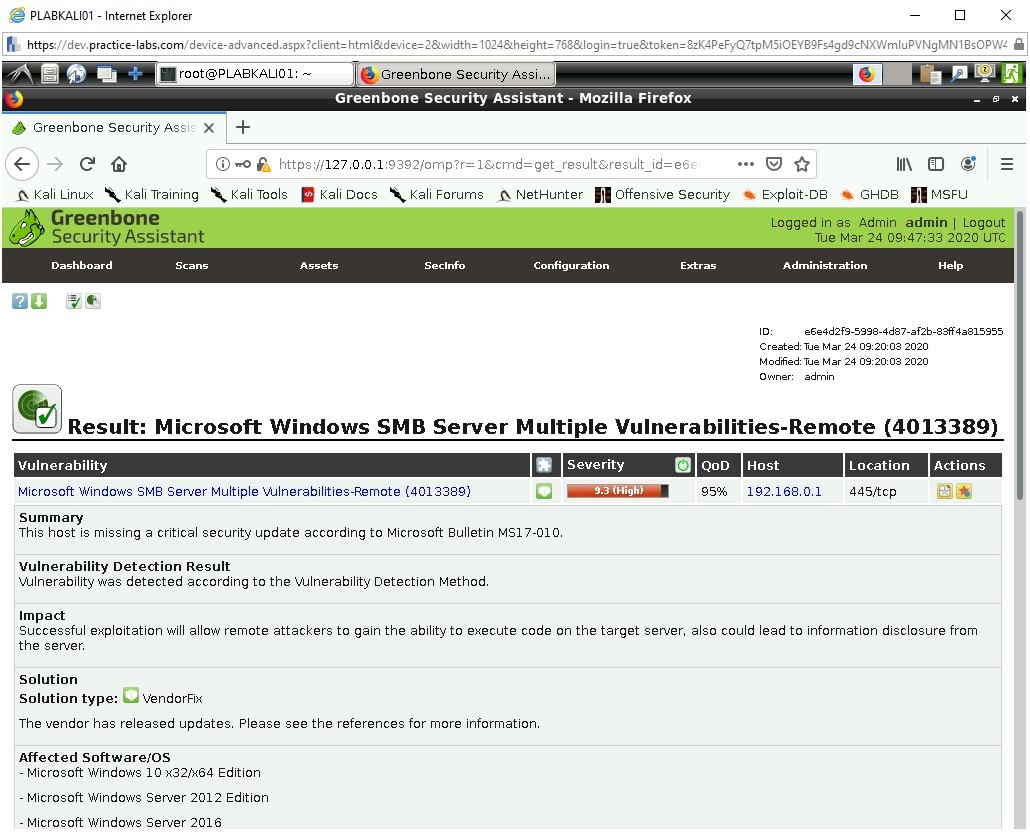 PLABKALI01 - Internet Explorer
https://dev.practice-labs.com/device-advanced.aspx?client=html&device=2&width=1024&height=768&login=true&token=8zK4PeFyQ7tpM5iOEYB9Fs4gd9cNXWmIuPVNgMN1BsOPW4
root@PLABKALI01: ~
Greenbone Security Assi...
Greenbone Security Assistant - Mozilla Firefox
Greenbone Security Assis
https://127.0.0.1:9392/omp?r=1&cmd=get_result&result_id=e6e
Kali Linux Kali Training Kali Tools Kali Docs Kali Forums NetHunter Offensive Security Exploit-DB GHDB MSFU
Greenbone
Security Assistant
Logged in as Admin admin | Logout
Tue Mar 24 09:47:33 2020 UTC
Dashboard Scans Assets SecInfo Configuration Extras Administration Help
ID: e6e4d2f9-5998-4d87-af2b-83ff4a815955
Created: Tue Mar 24 09:20:03 2020
Modified: Tue Mar 24 09:20:03 2020
Owner: admin
Result: Microsoft Windows SMB Server Multiple Vulnerabilities-Remote (4013389)
Vulnerability Severity QoD Host Location Actions
Microsoft Windows SMB Server Multiple Vulnerabilities-Remote (4013389) 9.3 (High) 95% 192.168.0.1 445/tcp
Summary
This host is missing a critical security update according to Microsoft Bulletin MS17-010.
Vulnerability Detection Result
Vulnerability was detected according to the Vulnerability Detection Method.
Impact
Successful exploitation will allow remote attackers to gain the ability to execute code on the target server, also could lead to information disclosure from
the server.
Solution
Solution type: VendorFix
The vendor has released updates. Please see the references for more information.
Affected Software/OS
- Microsoft Windows 10 x32/x64 Edition
- Microsoft Windows Server 2012 Edition
- Microsoft Windows Server 2016